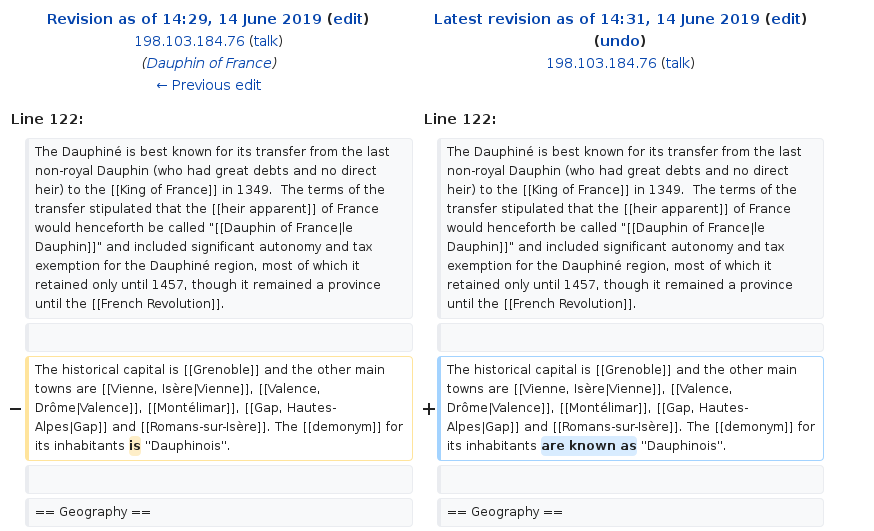 Revision as of 14:29, 14 June 2019 (edit)
198.103.184.76 (talk)
(Dauphin of France)
← Previous edit
Latest revision as of 14:31, 14 June 2019 (edit)
(undo)
198.103.184.76 (talk)
Line 122:
Line 122:
The Dauphiné is best known for its transfer from the last
non-royal Dauphin (who had great debts and no direct
heir) to the [[King of France]] in 1349.  The terms of the
transfer stipulated that the [[heir apparent]] of France
would henceforth be called "[[Dauphin of France|le
Dauphin]]" and included significant autonomy and tax
exemption for the Dauphiné region, most of which it
retained only until 1457, though it remained a province
until the [[French Revolution]].
The Dauphiné is best known for its transfer from the last
non-royal Dauphin (who had great debts and no direct
heir) to the [[King of France]] in 1349.  The terms of the
transfer stipulated that the [[heir apparent]] of France
would henceforth be called "[[Dauphin of France|le
Dauphin]]" and included significant autonomy and tax
exemption for the Dauphiné region, most of which it
retained only until 1457, though it remained a province
until the [[French Revolution]].
−
The historical capital is [[Grenoble]] and the other main
towns are [[Vienne, Isère|Vienne]], [[Valence,
Drôme|Valence]], [[Montélimar]], [[Gap, Hautes-
Alpes|Gap]] and [[Romans-sur-Isère]]. The [[demonym]] for
its inhabitants is "Dauphinois".
+
The historical capital is [[Grenoble]] and the other main
towns are [[Vienne, Isère|Vienne]], [[Valence,
Drôme|Valence]], [[Montélimar]], [[Gap, Hautes-
Alpes|Gap]] and [[Romans-sur-Isère]]. The [[demonym]] for
its inhabitants are known as "Dauphinois".
== Geography ==
== Geography ==